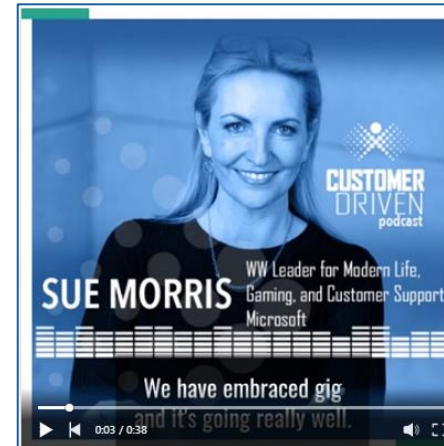 CUSTOMER
DRIVEN
podcast
SUE MORRIS
WW Leader for Modern Life,
Gaming, and Customer Support
Microsoft
We have embraced gig
and it's going really well.
0:03 / 0:38